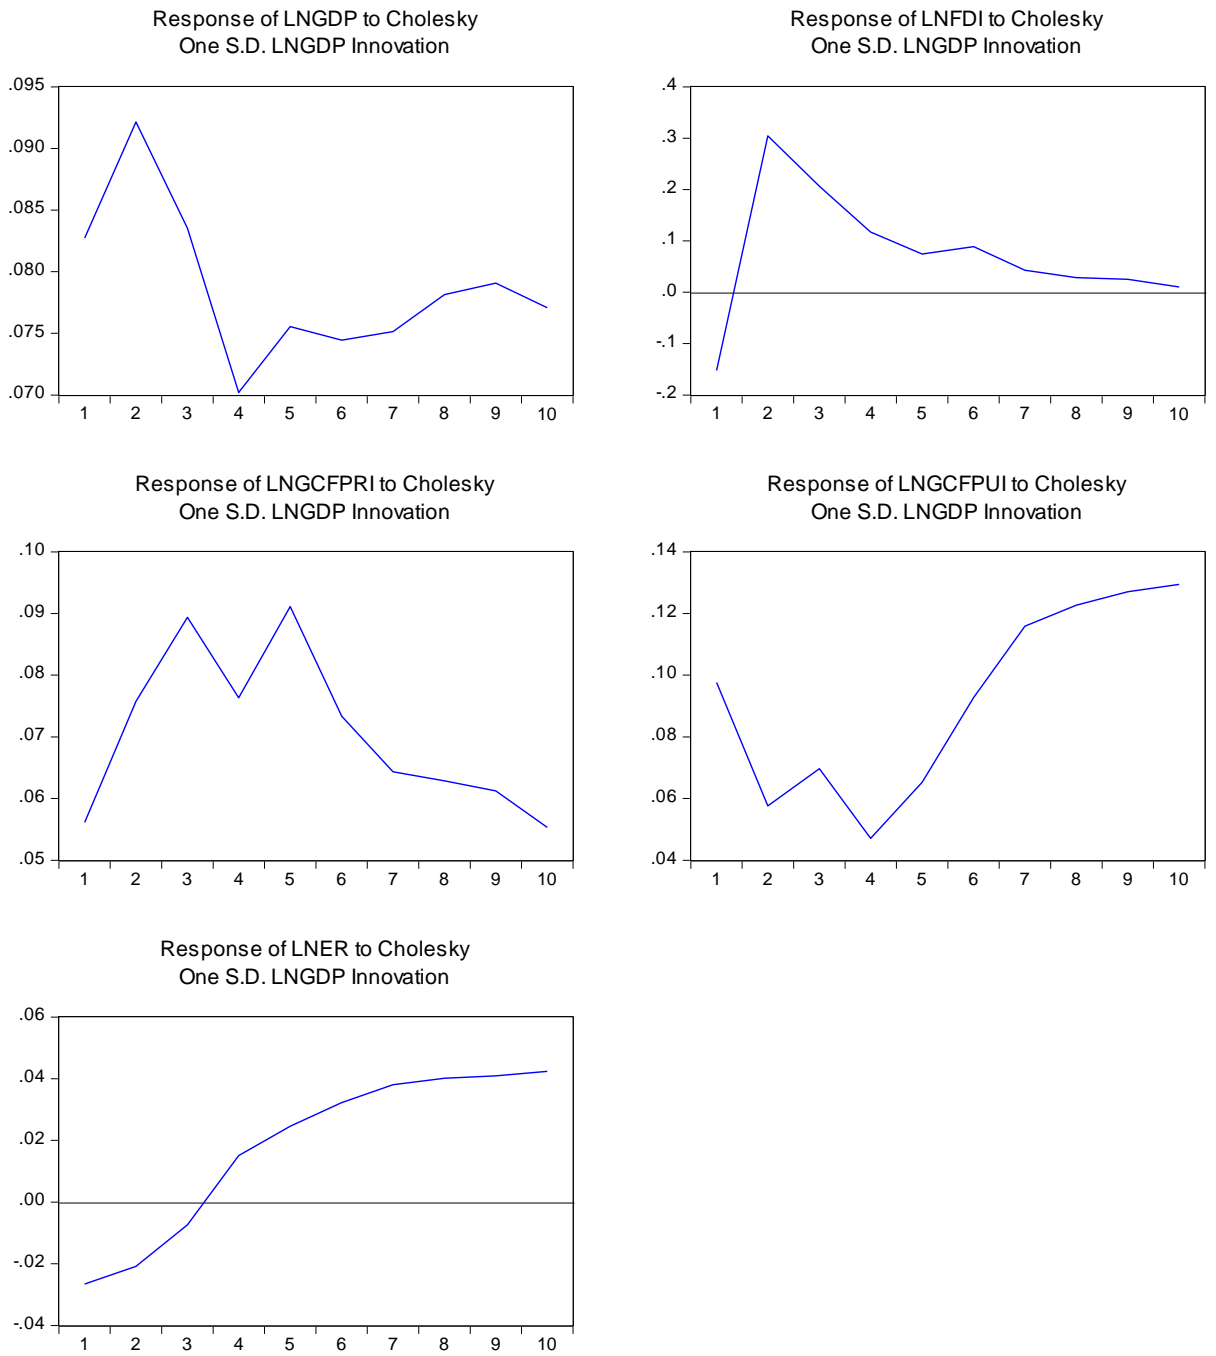 Response of LNGDP to Cholesky
One S.D. LNGDP Innovation
.095
.090
.085
.080
.075
.070
1 2 3 4 5 6 7 8 9 10
Response of LNFDI to Cholesky
One S.D. LNGDP Innovation
.4
.3
.2
.1
.0
-.1
-.2
1 2 3 4 5 6 7 8 9 10
Response of LNGCFPRI to Cholesky
One S.D. LNGDP Innovation
.10
.09
.08
.07
.06
.05
1 2 3 4 5 6 7 8 9 10
Response of LNGCFPUI to Cholesky
One S.D. LNGDP Innovation
.14
.12
.10
.08
.06
.04
1 2 3 4 5 6 7 8 9 10
Response of LNER to Cholesky
One S.D. LNGDP Innovation
.06
.04
.02
.00
-.02
-.04
1 2 3 4 5 6 7 8 9 10